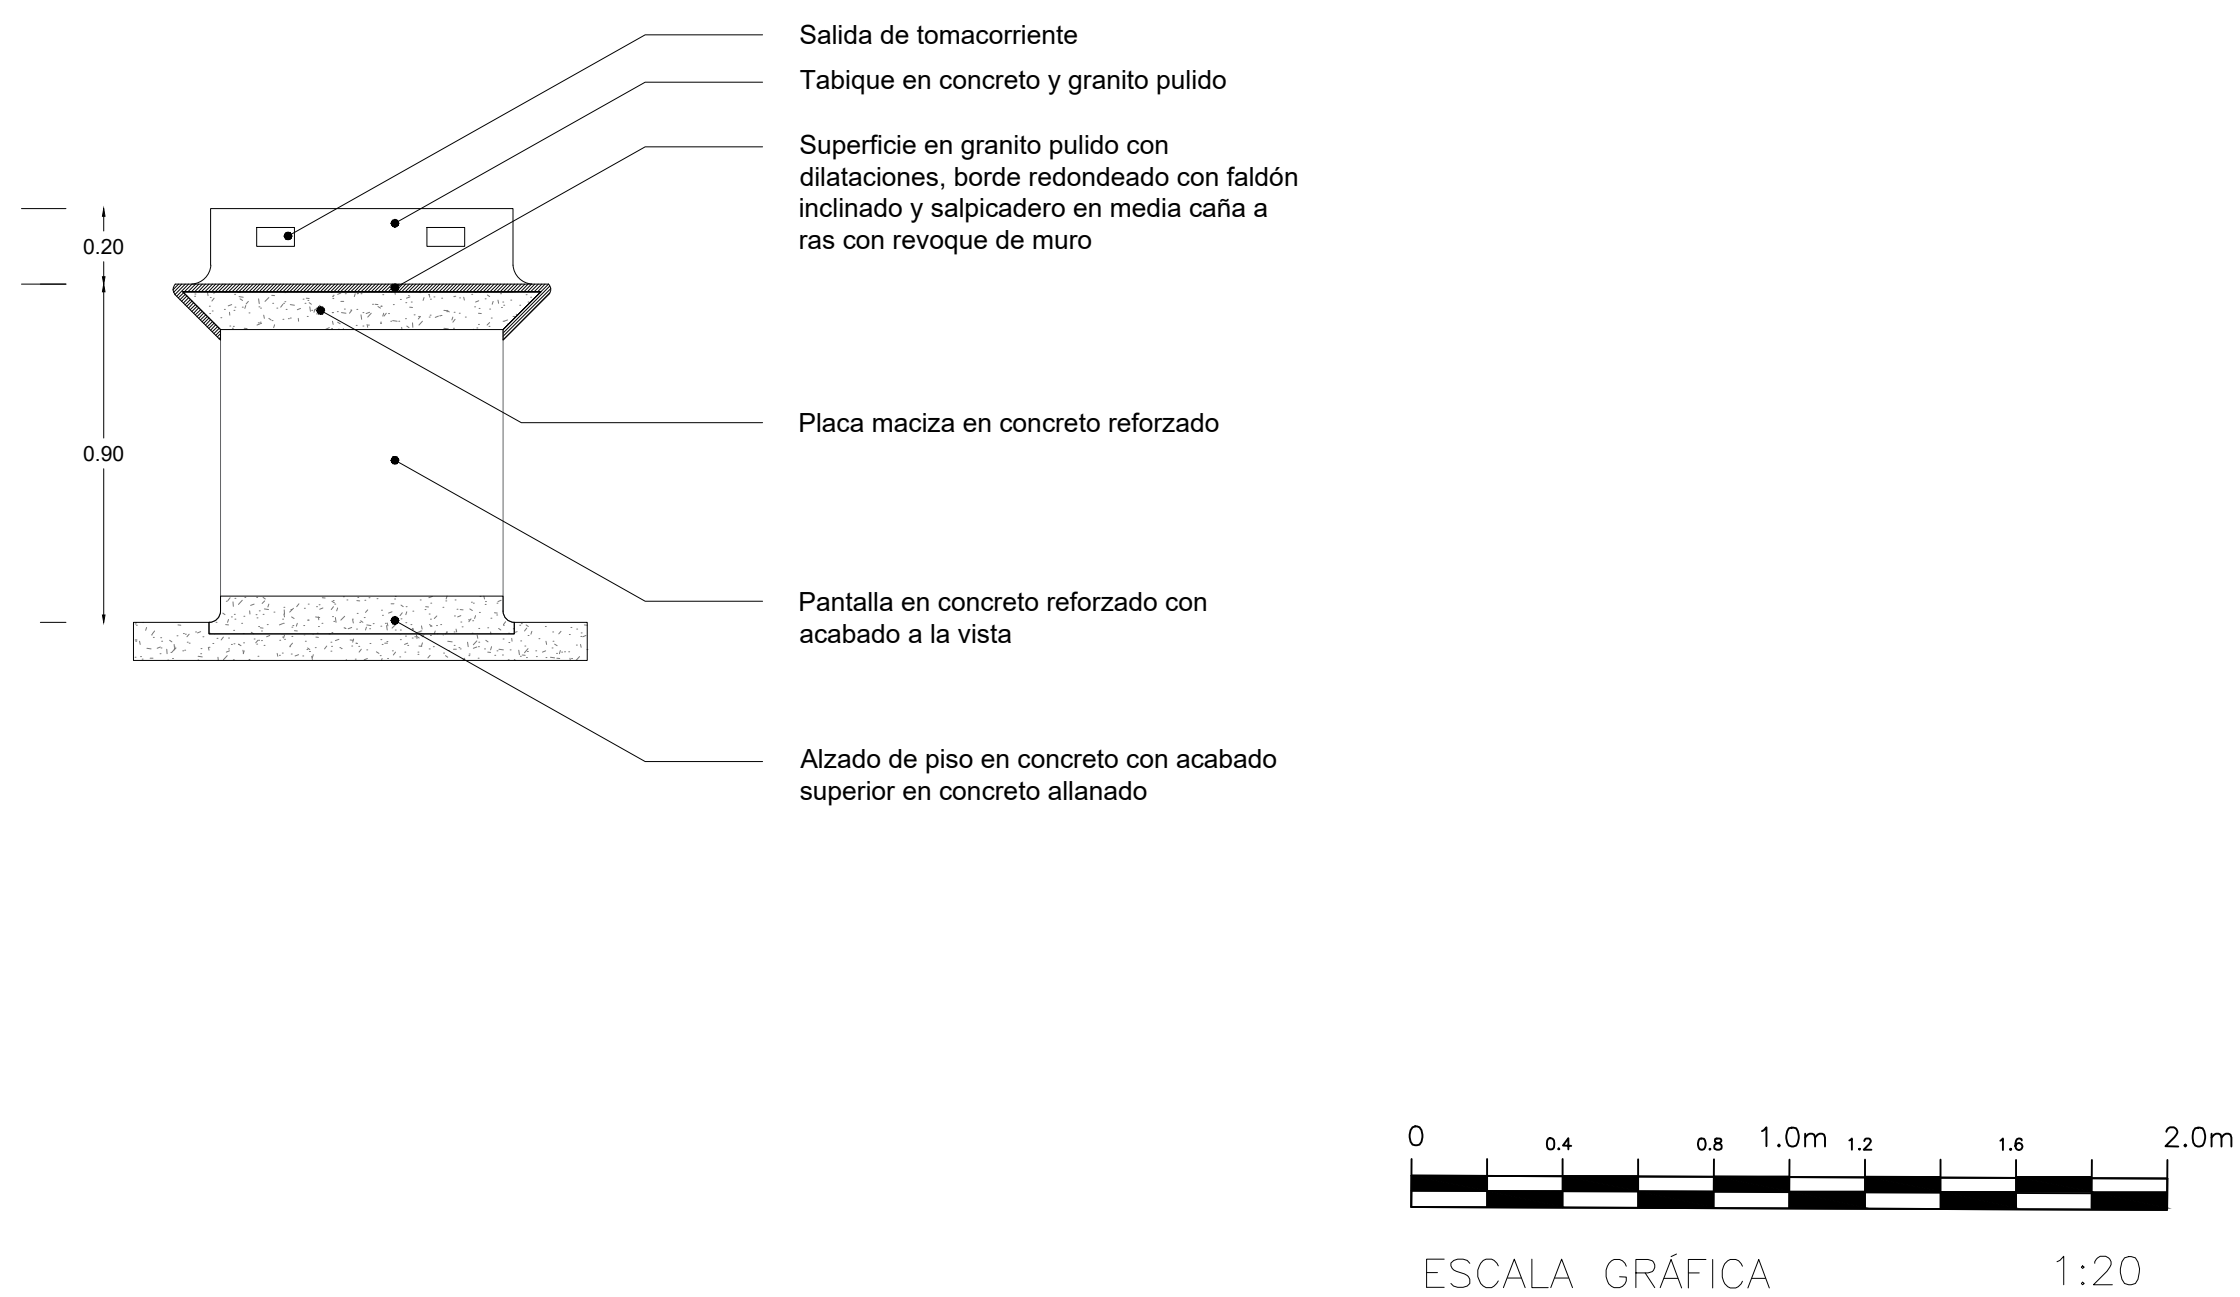 Salida de tomacorriente
Tabique en concreto y granito pulido
Superficie en granito pulido con
dilataciones, borde redondeado con faldón
inclinado y salpicadero en media caña a
ras con revoque de muro
0.20
Placa maciza en concreto reforzado
0.90
Pantalla en concreto reforzado con
acabado a la vista
Alzado de piso en concreto con acabado
superior en concreto allanado
0 0.4 0.8 1.0m 1.2 1.6 2.0m
ESCALA GRÁFICA 1:20